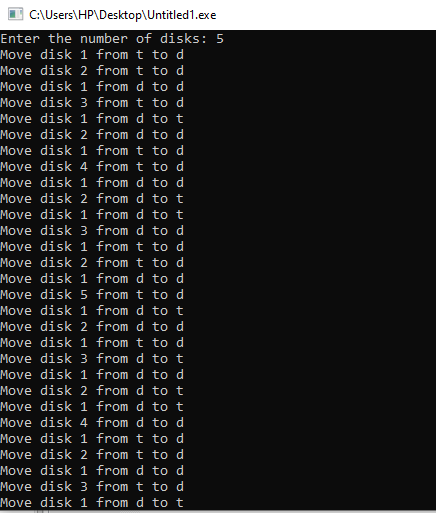 C:\Users\HP\Desktop\Untitled1.exe
Enter the number of disks: 5
Move disk 1 from t to d
Move disk 2 from t to d
Move disk 1 from d to d
Move disk 3 from t to d
Move disk 1 from d to t
Move disk 2 from d to d
Move disk 1 from t to d
Move disk 4 from t to d
Move disk 1 from d to d
Move disk 2 from d to t
Move disk 1 from d to t
Move disk 3 from d to d
Move disk 1 from t to d
Move disk 2 from t to d
Move disk 1 from d to d
Move disk 5 from t to d
Move disk 1 from d to t
Move disk 2 from d to d
Move disk 1 from t to d
Move disk 3 from d to t
Move disk 1 from d to d
Move disk 2 from d to t
Move disk 1 from d to t
Move disk 4 from d to d
Move disk 1 from t to d
Move disk 2 from t to d
Move disk 1 from d to d
Move disk 3 from t to d
Move disk 1 from d to t